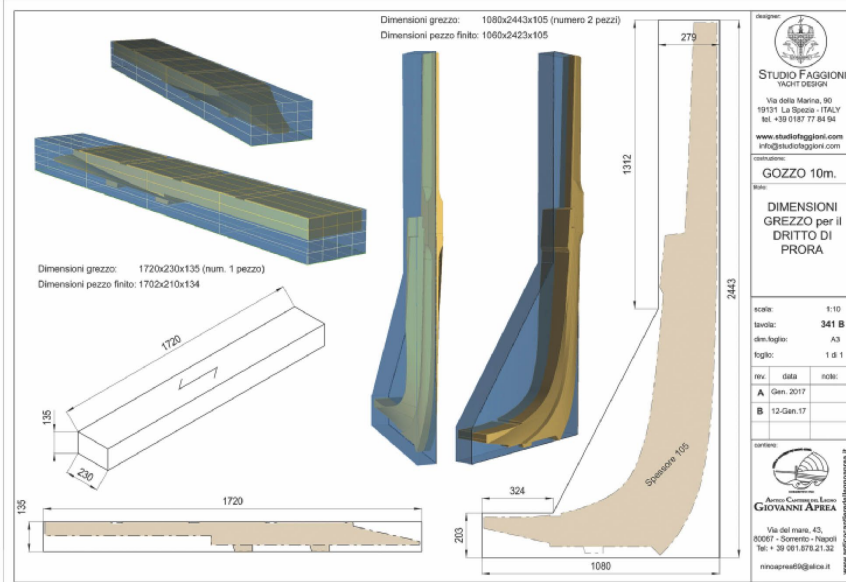 Dimensioni grezzo: 1080x2443x105 (numero 2 pezzi)
Dimensioni pezzo finito: 1060x2423x105
279
1312
2443
Dimensioni grezzo: 1720x230x135 (num. 1 pezzo)
Dimensioni pezzo finito: 1702x210x134
1720
135
230
1720
135
324
203
Spessore 105
1080
designer:
STUDIO FAGGIONI
YACHT DESIGN
Via della Marina, 90
19131 La Spezia - ITALY
tel. +39 0187 77 84 94
www.studiofaggioni.com
info@studiofaggioni.com
costruzione:
GOZZO 10m.
titolo:
DIMENSIONI
GREZZO per il
DRITTO DI
PRORA
scala: 1:10
tavola: 341 B
dim.foglio: A3
foglio: 1 di 1
rev. data note:
A Gen. 2017
B 12-Gen.17
cantiere:
ANTICO CANTIERE DEL LEGNO
GIOVANNI APREA
Via del mare, 43,
80067 - Sorrento - Napoli
Tel: + 39 081.878.21.32
ninoaprea69@alice.it